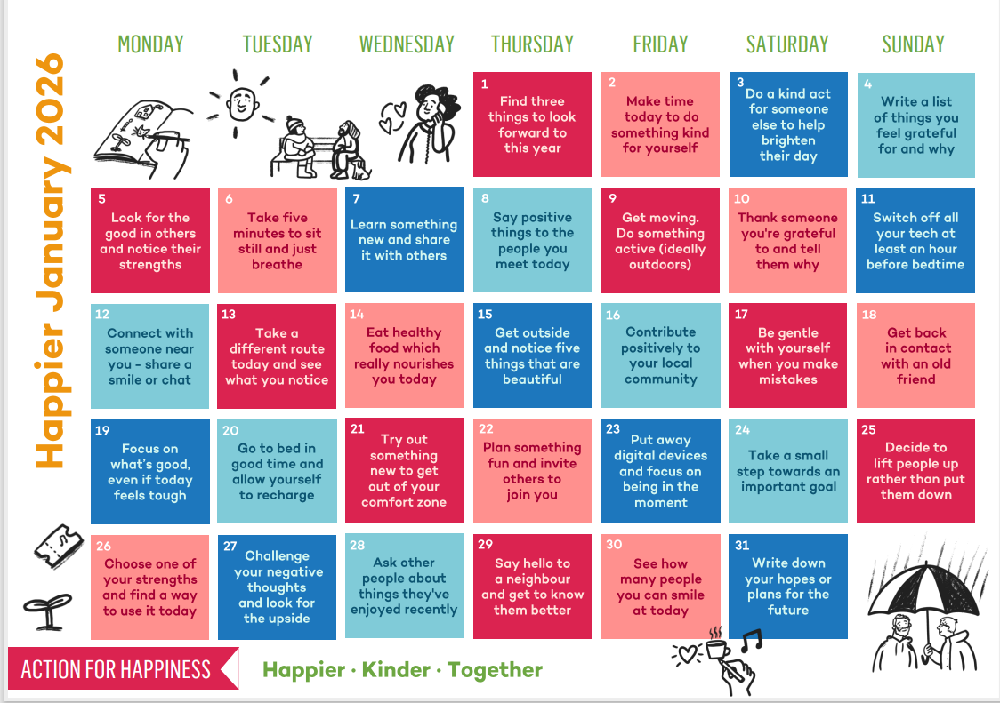 Happier January 2026
MONDAY
TUESDAY
WEDNESDAY
THURSDAY
FRIDAY
SATURDAY
SUNDAY
1
Find three
things to look
forward to
this year
2
Make time
today to do
something kind
for yourself
3
Do a kind act
for someone
else to help
brighten
their day
4
Write a list
of things you
feel grateful
for and why
5
Look for the
good in others
and notice their
strengths
6
Take five
minutes to sit
still and just
breathe
7
Learn something
new and share
it with others
8
Say positive
things to the
people you
meet today
9
Get moving.
Do something
active (ideally
outdoors)
10
Thank someone
you're grateful
to and tell
them why
11
Switch off all
your tech at
least an hour
before bedtime
12
Connect with
someone near
you - share a
smile or chat
13
Take a
different route
today and see
what you notice
14
Eat healthy
food which
really nourishes
you today
15
Get outside
and notice five
things that are
beautiful
16
Contribute
positively to
your local
community
17
Be gentle
with yourself
when you make
mistakes
18
Get back
in contact
with an old
friend
19
Focus on
what's good,
even if today
feels tough
20
Go to bed in
good time and
allow yourself
to recharge
21
Try out
something
new to get
out of your
comfort zone
22
Plan something
fun and invite
others to
join you
23
Put away
digital devices
and focus on
being in the
moment
24
Take a small
step towards an
important goal
25
Decide to
lift people up
rather than put
them down
26
Choose one of
your strengths
and find a way
to use it today
27
Challenge
your negative
thoughts
and look for
the upside
28
Ask other
people about
things they've
enjoyed recently
29
Say hello to
a neighbour
and get to know
them better
30
See how
many people
you can smile
at today
31
Write down
your hopes or
plans for the
future
ACTION FOR HAPPINESS
Happier · Kinder · Together